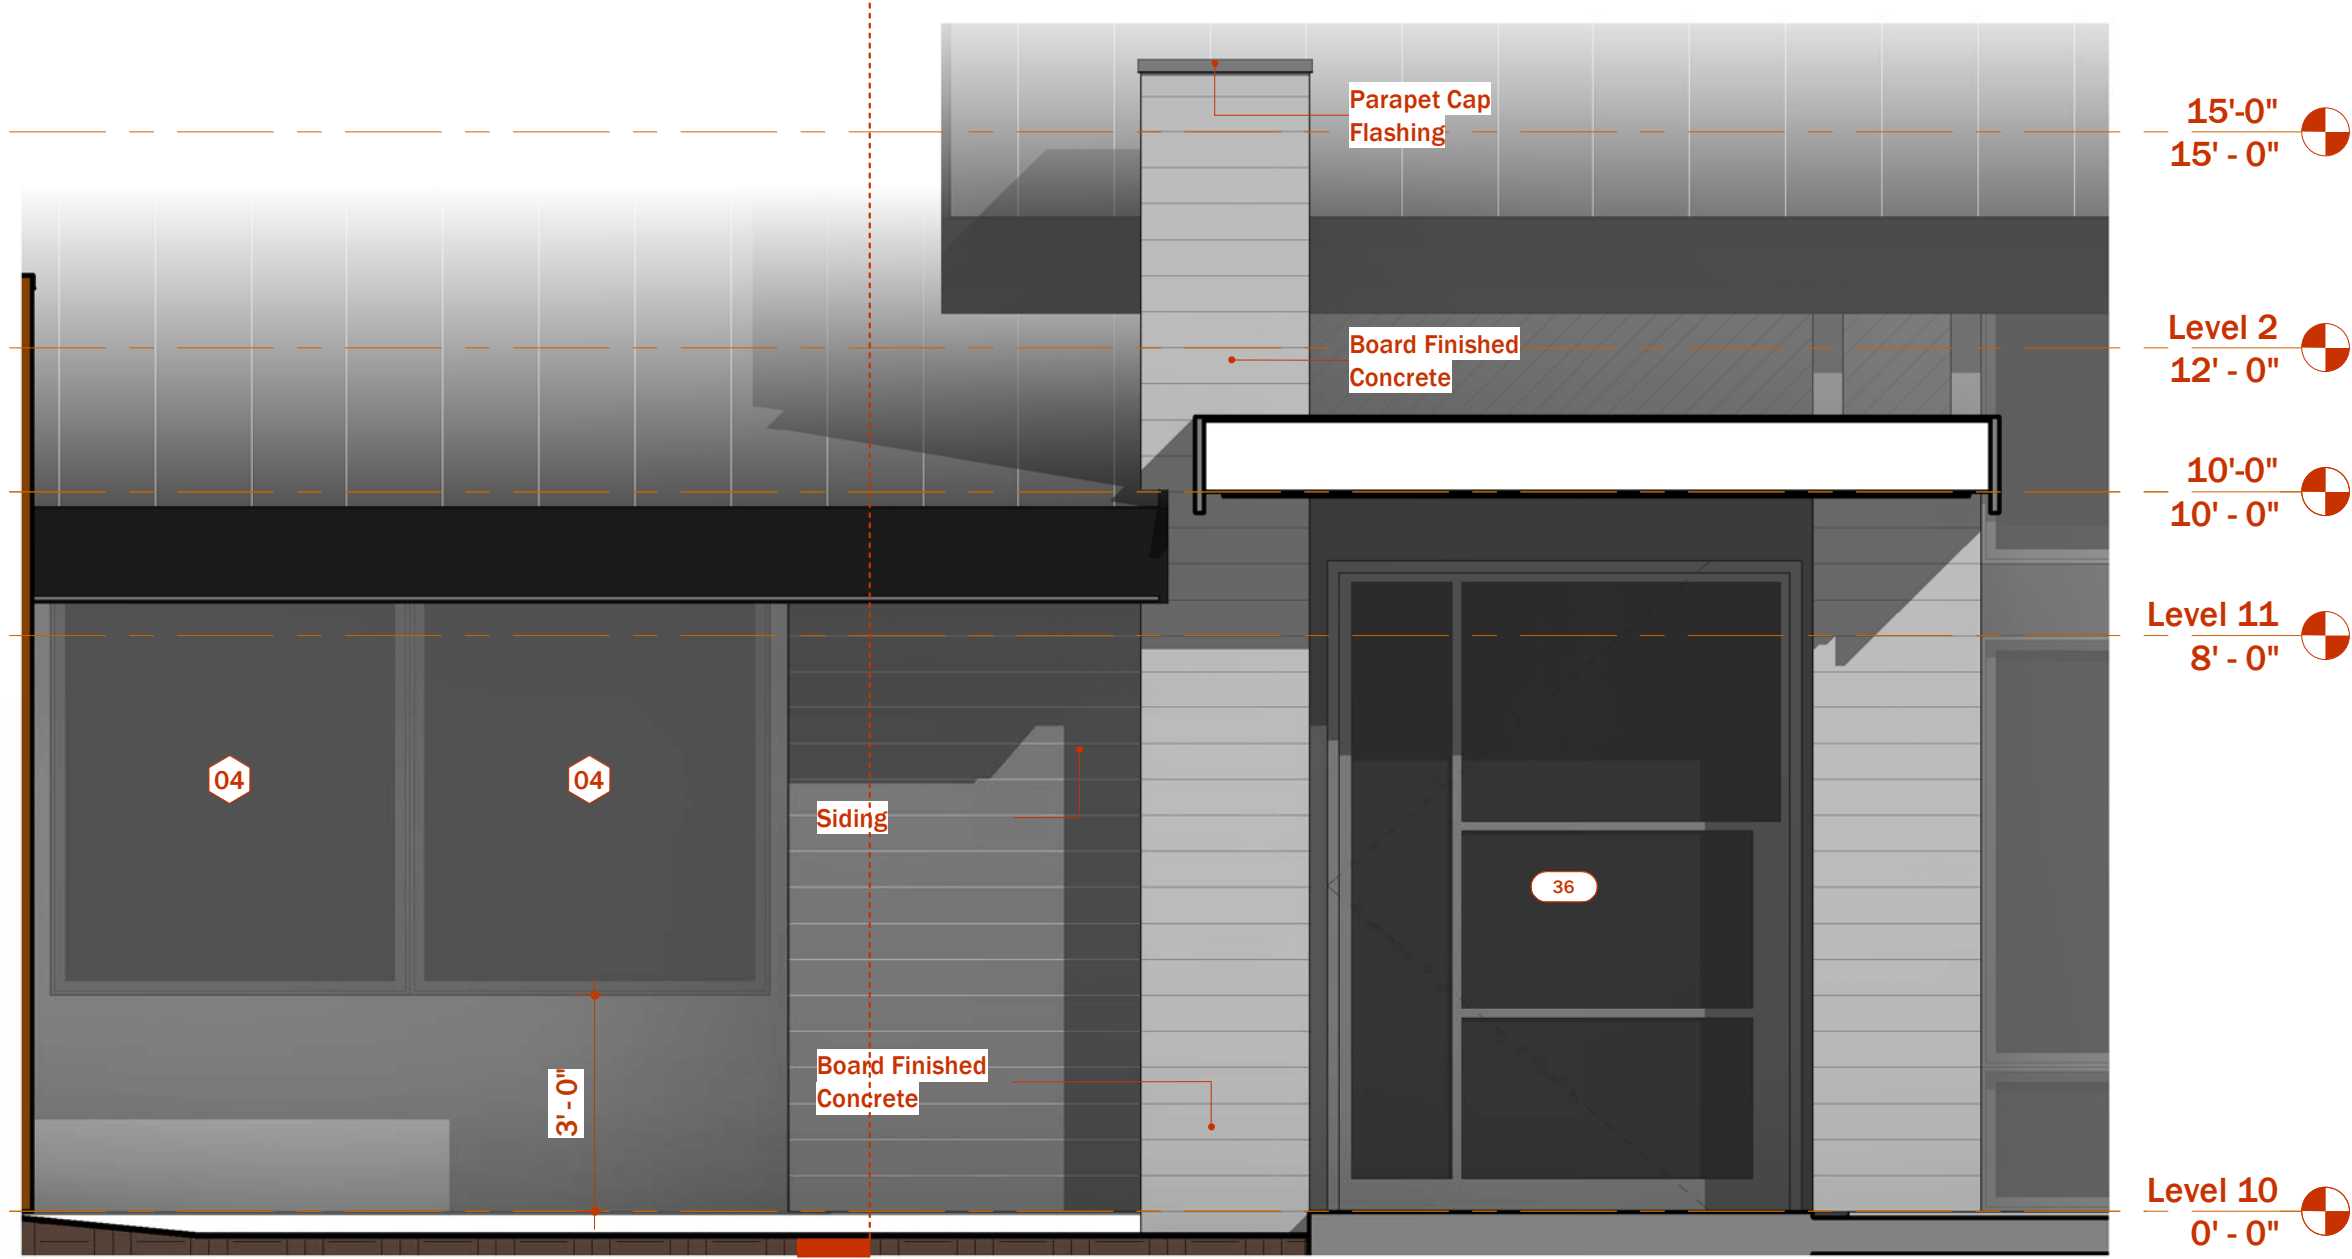 Parapet Cap
Flashing
15'-0"
15' - 0"
Board Finished
Concrete
Level 2
12' - 0"
10'-0"
10' - 0"
Level 11
8' - 0"
04
04
Siding
36
Board Finished
Concrete
3' - 0"
Level 10
0' - 0"